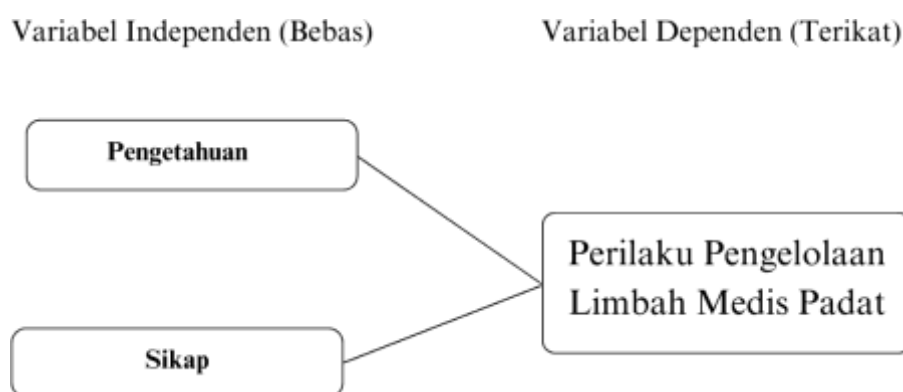 Variabel Independen (Bebas)
Variabel Dependen (Terikat)
Pengetahuan
Perilaku Pengelolaan
Limbah Medis Padat
Sikap